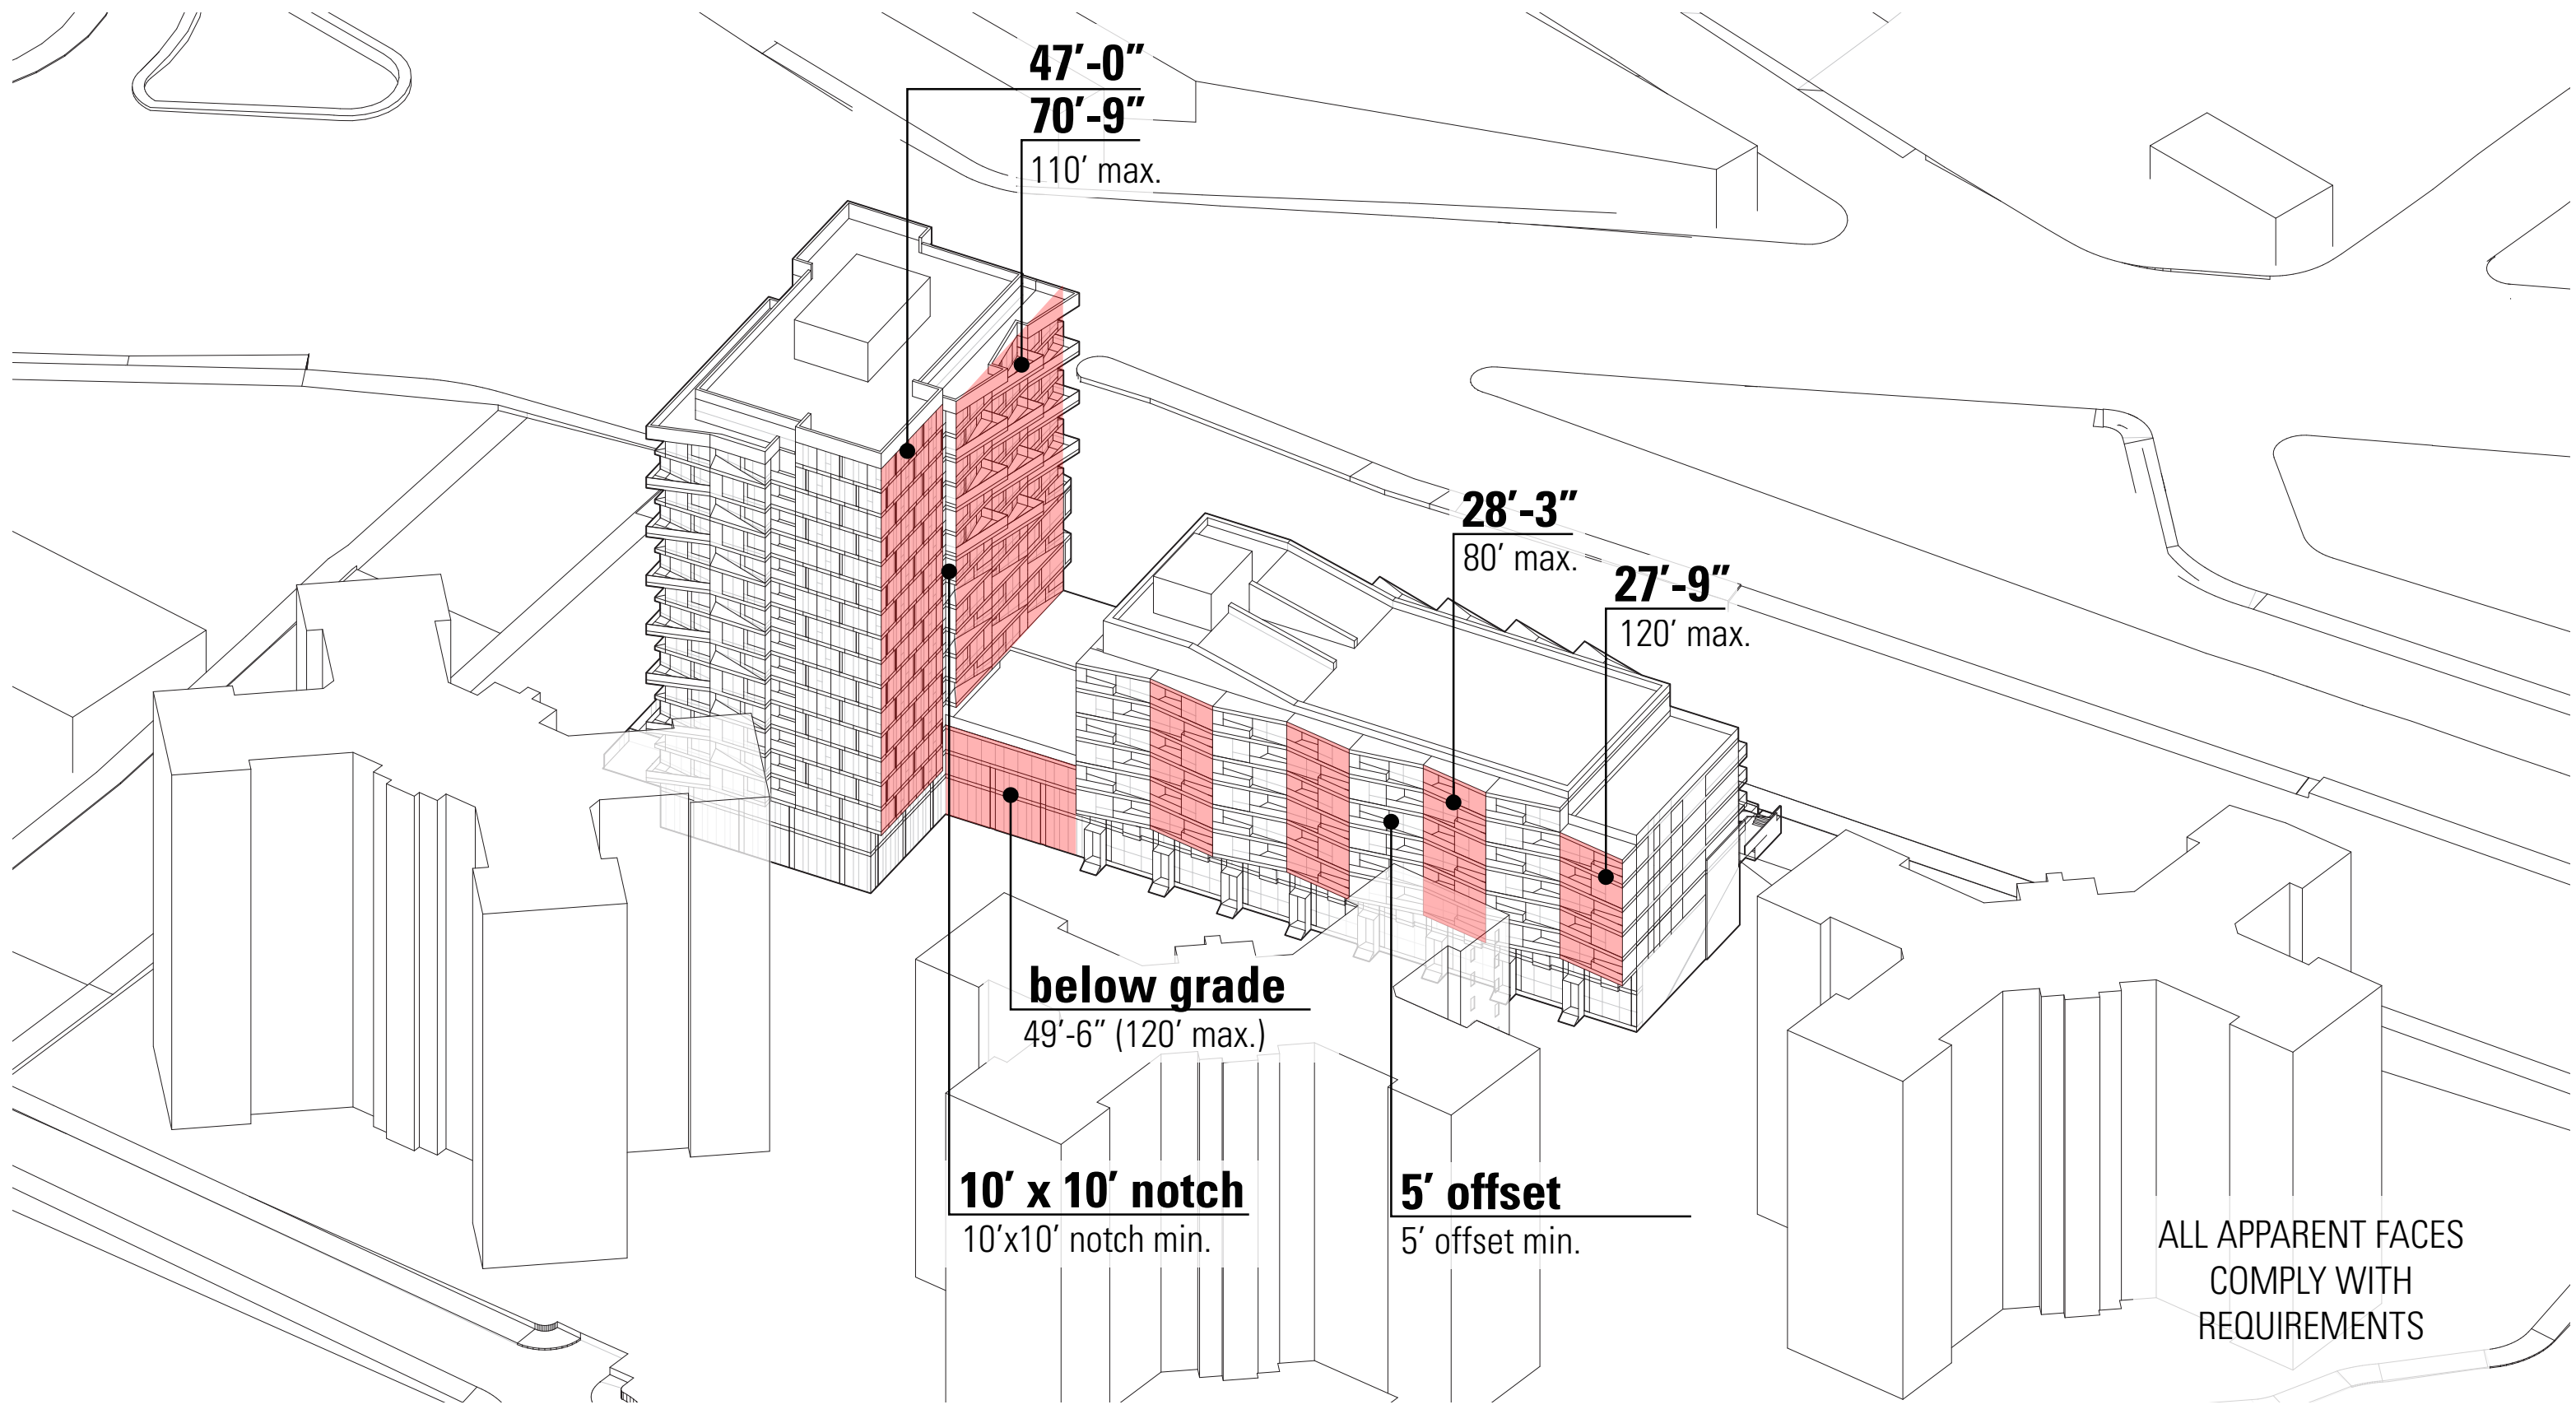 47′-0″
70′-9″
110′ max.
28′-3″
80′ max.
27′-9″
120′ max.
below grade
49′-6″ (120′ max.)
10′ x 10′ notch
10′x10′ notch min.
5′ offset
5′ offset min.
ALL APPARENT FACES
COMPLY WITH
REQUIREMENTS